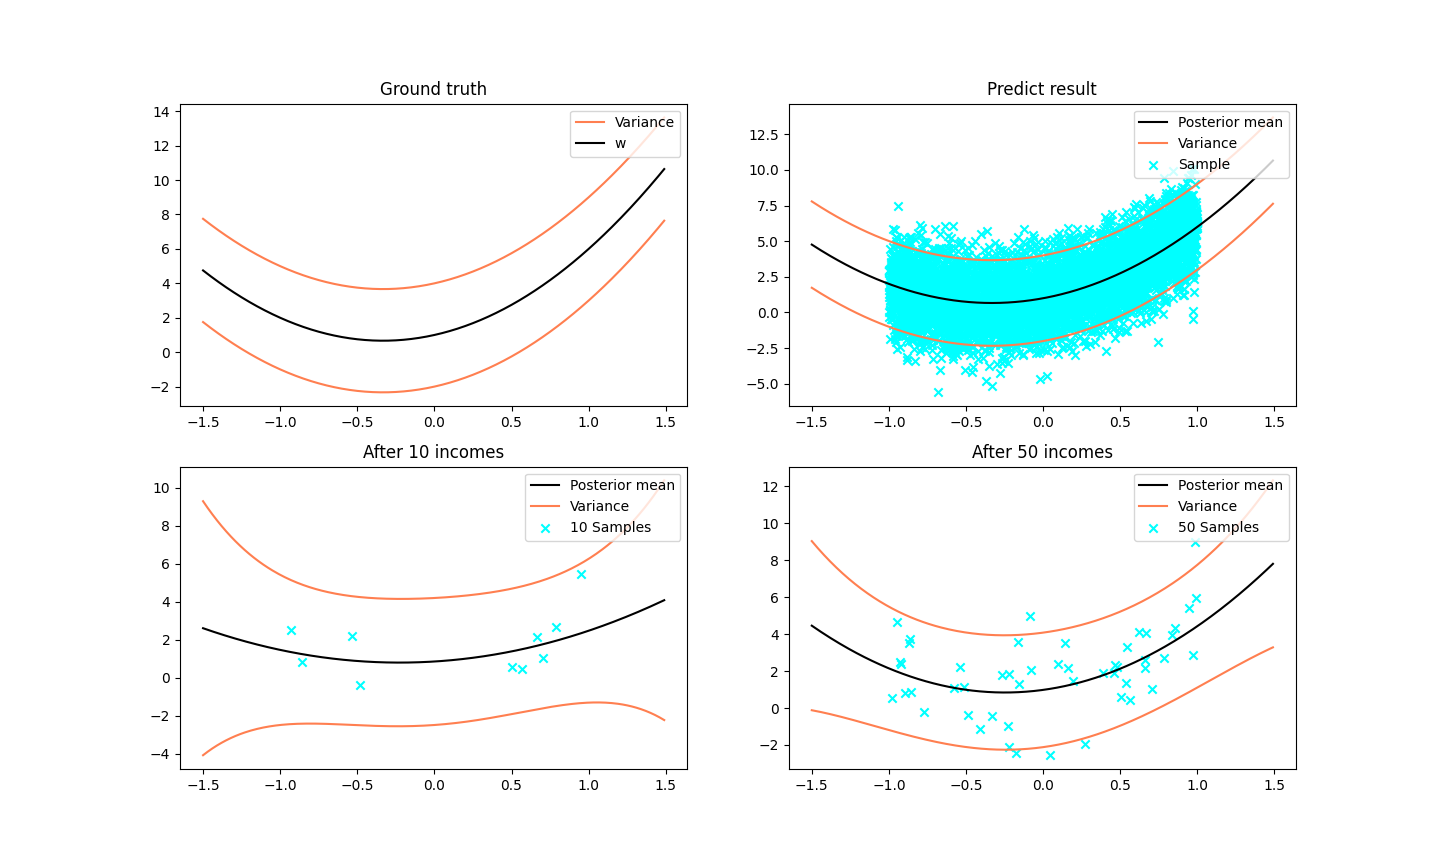 Ground truth
14
12
10
8
6
4
2
0
−2
−1.5 −1.0 −0.5 0.0 0.5 1.0 1.5
Variance
w
Predict result
12.5
10.0
7.5
5.0
2.5
0.0
−2.5
−5.0
−1.5 −1.0 −0.5 0.0 0.5 1.0 1.5
Posterior mean
Variance
Sample
After 10 incomes
10
8
6
4
2
0
−2
−4
−1.5 −1.0 −0.5 0.0 0.5 1.0 1.5
Posterior mean
Variance
10 Samples
After 50 incomes
12
10
8
6
4
2
0
−2
−1.5 −1.0 −0.5 0.0 0.5 1.0 1.5
Posterior mean
Variance
50 Samples